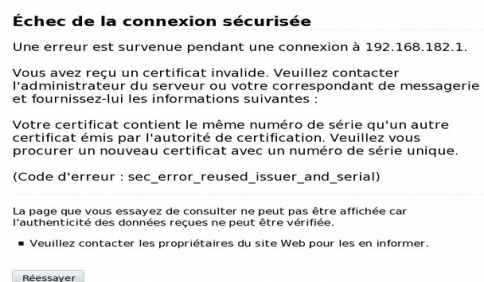 Échec de la connexion sécurisée
Une erreur est survenue pendant une connexion à 192.168.182.1.
Vous avez reçu un certificat invalide. Veuillez contacter
l'administrateur du serveur ou votre correspondant de messagerie
et fournissez-lui les informations suivantes :
Votre certificat contient le même numéro de série qu'un autre
certificat émis par l'autorité de certification. Veuillez vous
procurer un nouveau certificat avec un numéro de série unique.
(Code d'erreur : sec_error_reused_issuer_and_serial)
La page que vous essayez de consulter ne peut pas être affichée car
l'authenticité des données reçues ne peut être vérifiée.
▪ Veuillez contacter les propriétaires du site Web pour les en informer.
Réessayer